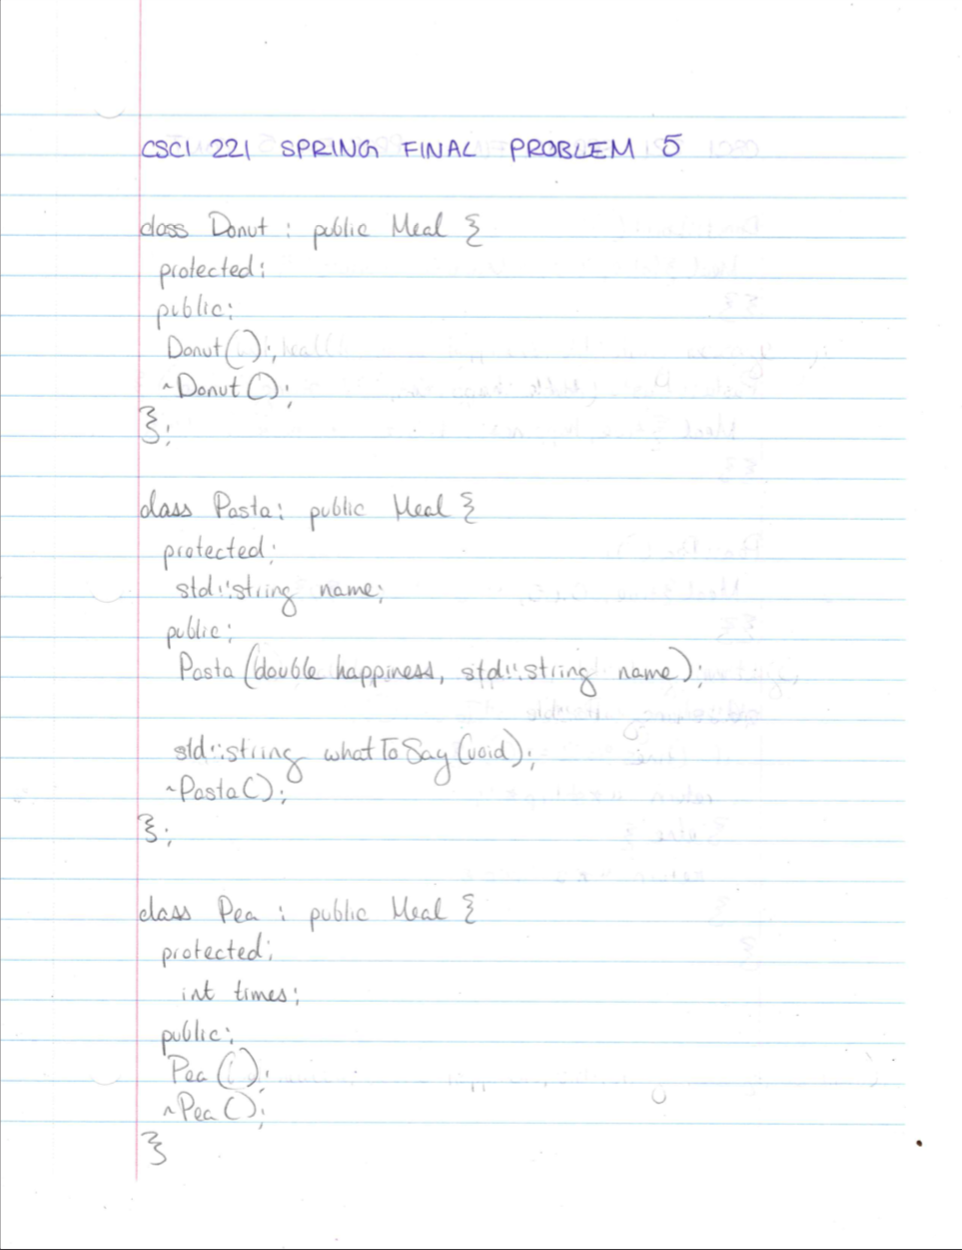 CSCI 221 SPRING FINAL PROBLEM 5
class Donut : public Meal {
protected:
public:
Donut();
~Donut();
};
class Pasta : public Meal {
protected:
std::string name;
public:
Pasta (double happiness, std::string name);
std::string whatToSay (void);
~Pasta();
};
class Pea : public Meal {
protected:
int times;
public:
Pea();
~Pea();
}